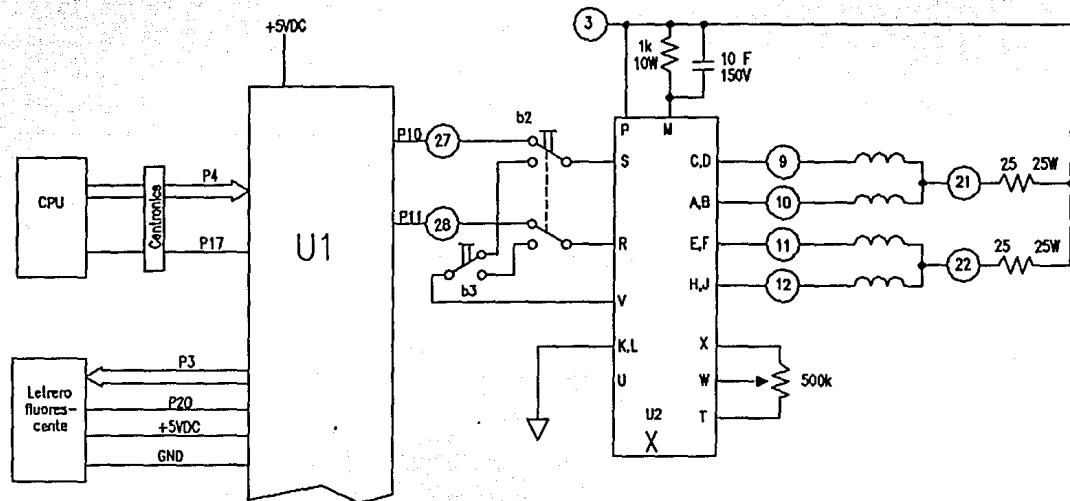 +5VDC
3
1k
10W
10 F
150V
P
M
b2
P10
27
S
C,D
9
21
25
25W
CPU
Centronics
P4
A,B
10
P11
28
R
E,F
11
U1
P17
22
25
25W
b3
H,J
12
V
K,L
X
P3
U
W
500k
Letrero
fluores-
cente
P20
U2
T
+5VDC
X
GND